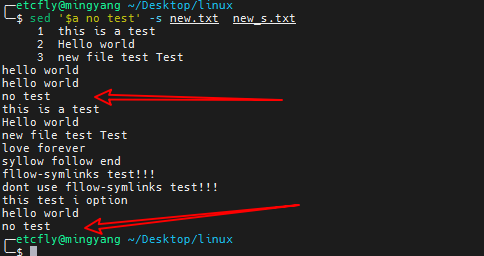 ┌─etcfly@mingyang ~/Desktop/linux
└─$ sed '$a no test' -s new.txt  new_s.txt
     1  this is a test
     2  Hello world
     3  new file test Test
hello world
hello world
no test
this is a test
Hello world
new file test Test
love forever
syllow follow end
fllow-symlinks test!!!
dont use fllow-symlinks test!!!
this test i option
hello world
no test
┌─etcfly@mingyang ~/Desktop/linux
└─$